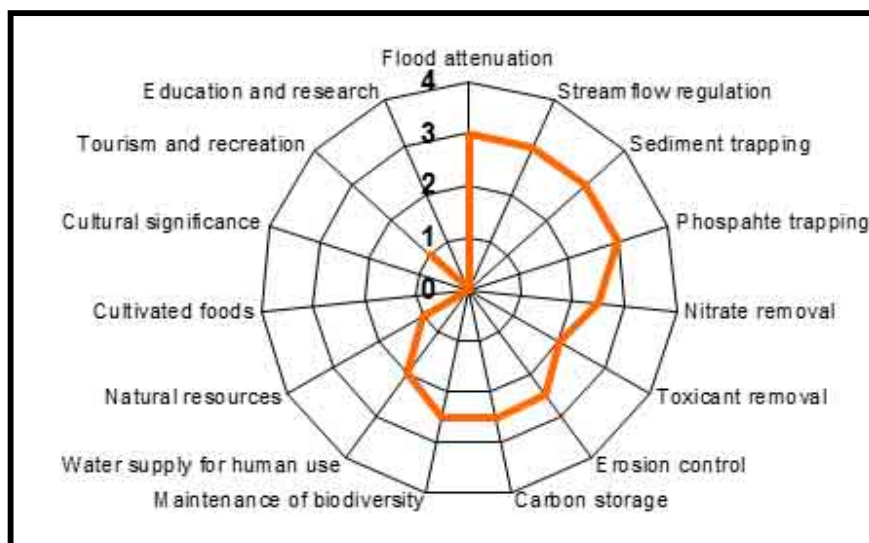 Flood attenuation
Streamflow regulation
Sediment trapping
Phospahte trapping
Nitrate removal
Toxicant removal
Erosion control
Carbon storage
Maintenance of biodiversity
Water supply for human use
Natural resources
Cultivated foods
Cultural significance
Tourism and recreation
Education and research
4
3
2
1
0